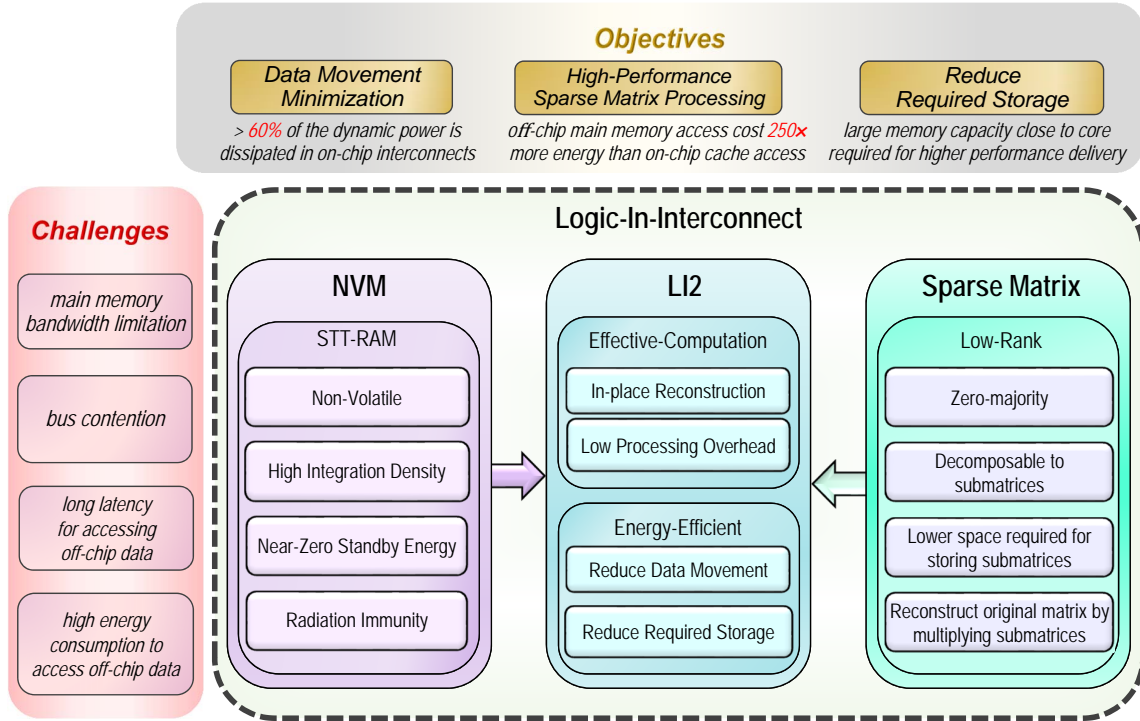 Objectives
Data Movement
Minimization
> 60% of the dynamic power is
dissipated in on-chip interconnects
High-Performance
Sparse Matrix Processing
off-chip main memory access cost 250×
more energy than on-chip cache access
Reduce
Required Storage
large memory capacity close to core
required for higher performance delivery
Challenges
main memory
bandwidth limitation
bus contention
long latency
for accessing
off-chip data
high energy
consumption to
access off-chip data
Logic-In-Interconnect
NVM
STT-RAM
Non-Volatile
High Integration Density
Near-Zero Standby Energy
Radiation Immunity
LI2
Effective-Computation
In-place Reconstruction
Low Processing Overhead
Energy-Efficient
Reduce Data Movement
Reduce Required Storage
Sparse Matrix
Low-Rank
Zero-majority
Decomposable to
submatrices
Lower space required for
storing submatrices
Reconstruct original matrix by
multiplying submatrices